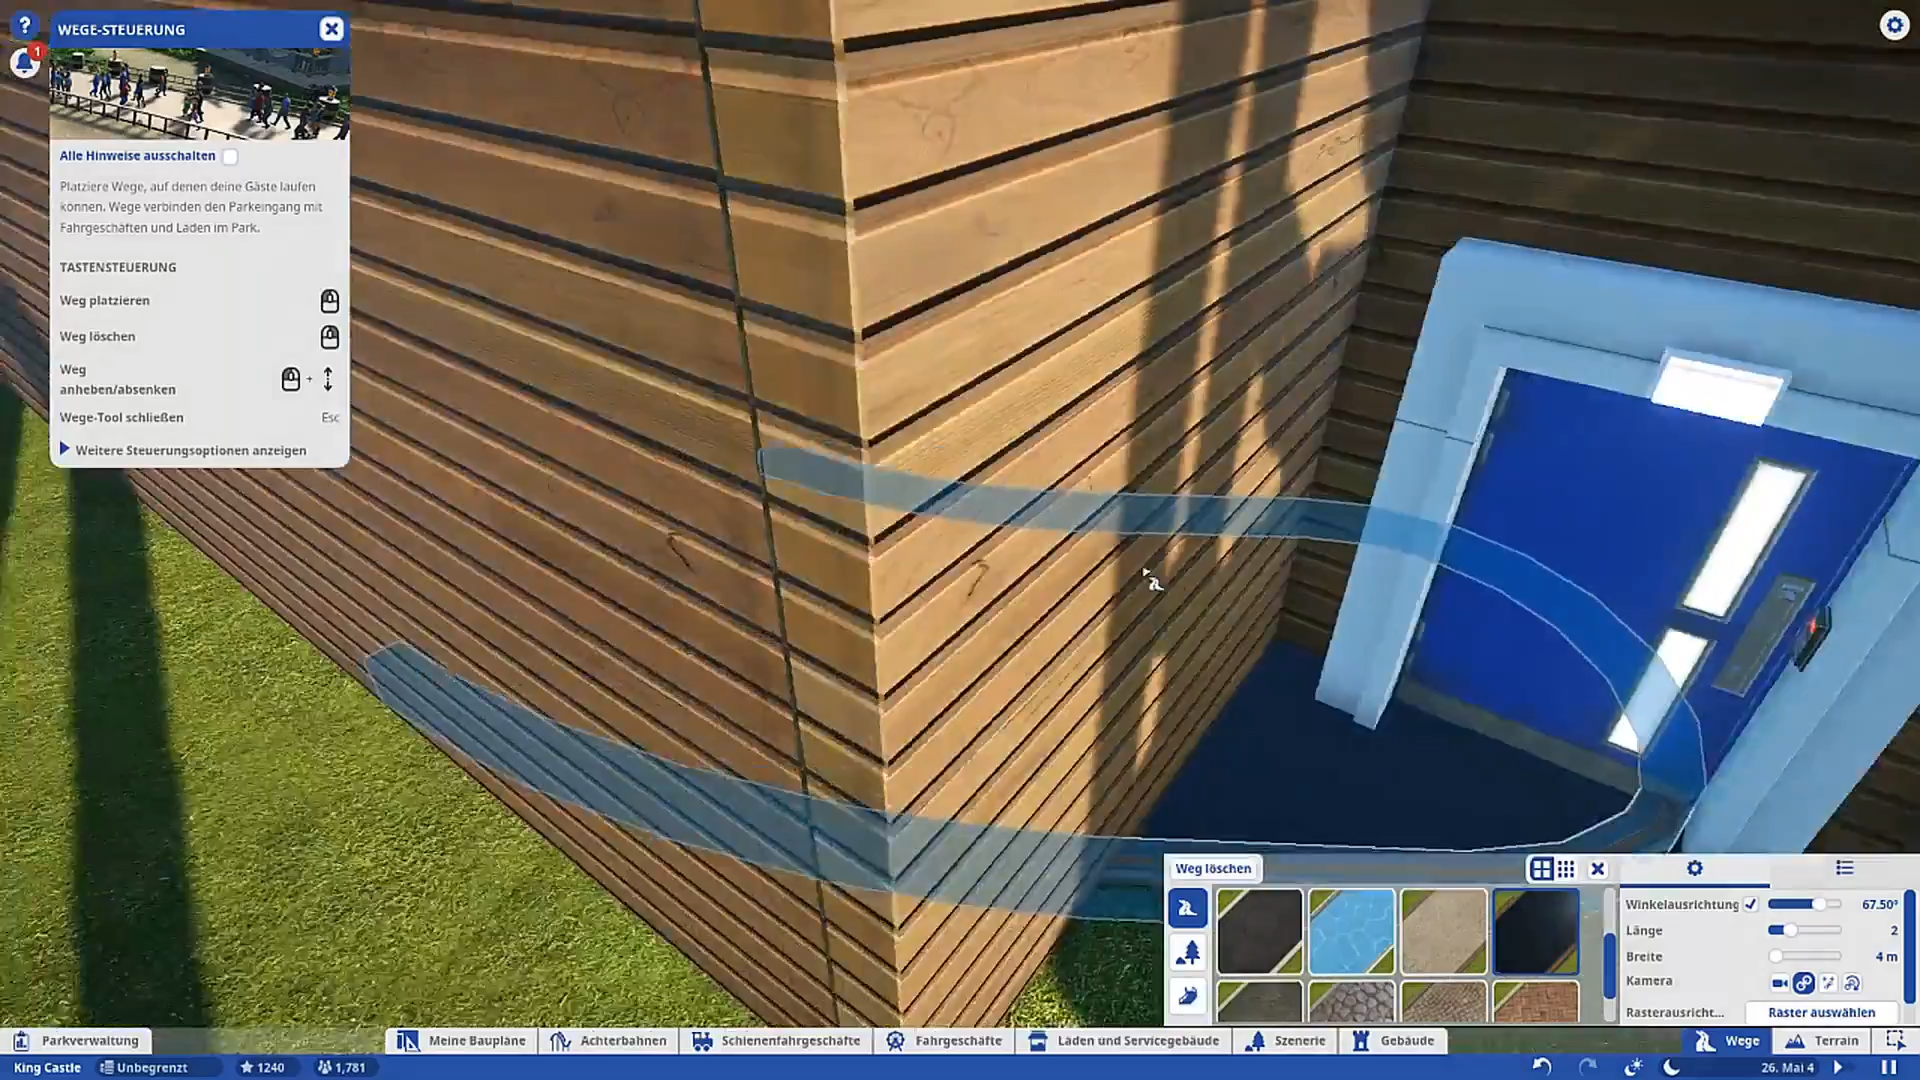 ?
WEGE-STEUERUNG
1
Alle Hinweise ausschalten
Platziere Wege, auf denen deine Gäste laufen
können. Wege verbinden den Parkeingang mit
Fahrgeschäften und Läden im Park.
TASTENSTEUERUNG
Weg platzieren
Weg löschen
Weg
anheben/absenken
+
Wege-Tool schließen
Esc
Weitere Steuerungsoptionen anzeigen
Weg löschen
Winkelausrichtung
67.50°
Länge
2
Breite
4 m
Kamera
Rasterausricht...
Raster auswählen
Parkverwaltung
Meine Baupläne
Achterbahnen
Schienenfahrgeschäfte
Fahrgeschäfte
Läden und Servicegebäude
Szenerie
Gebäude
Wege
Terrain
King Castle
Unbegrenzt
1240
1,781
26. Mai 4